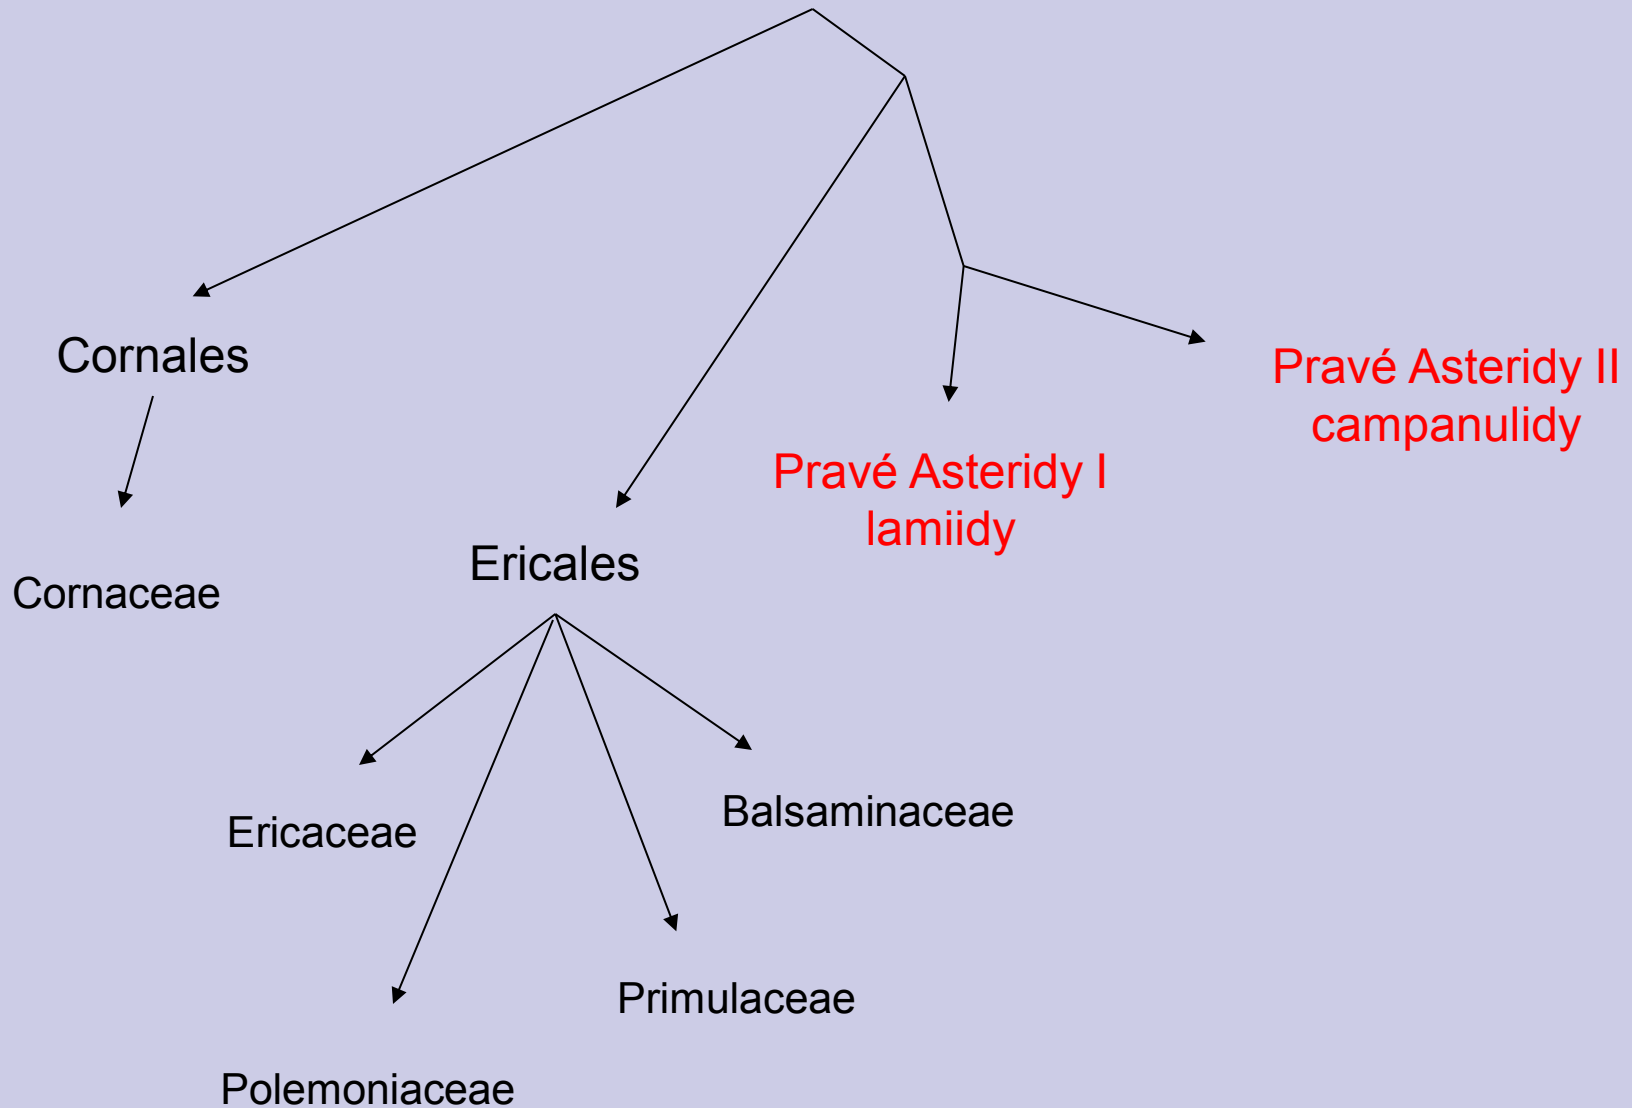 Cornales
Pravé Asteridy II
campanulidy
Pravé Asteridy I
lamiidy
Ericales
Cornaceae
Balsaminaceae
Ericaceae
Primulaceae
Polemoniaceae